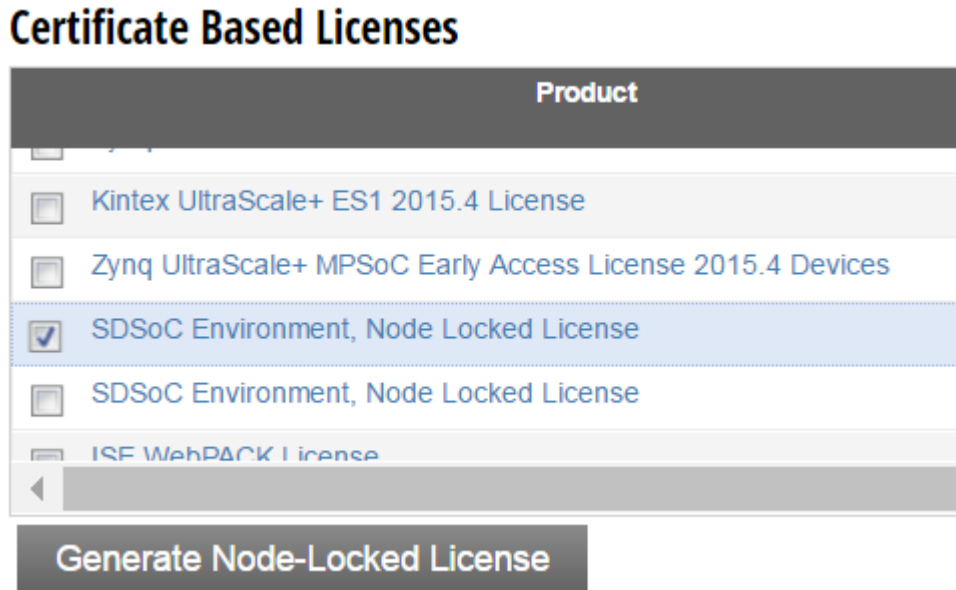 Certificate Based Licenses
Product
Kintex UltraScale+ ES1 2015.4 License
Zynq UltraScale+ MPSoC Early Access License 2015.4 Devices
SDSoC Environment, Node Locked License
SDSoC Environment, Node Locked License
ISE WebPACK License
Generate Node-Locked License